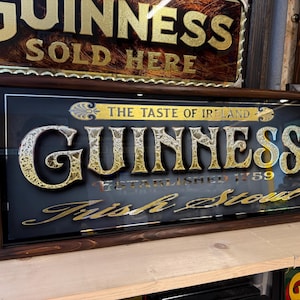 GUINNESS
SOLD HERE
THE TASTE OF IRELAND
GUINNESS
ESTABLISHED 1759
Irish Stout